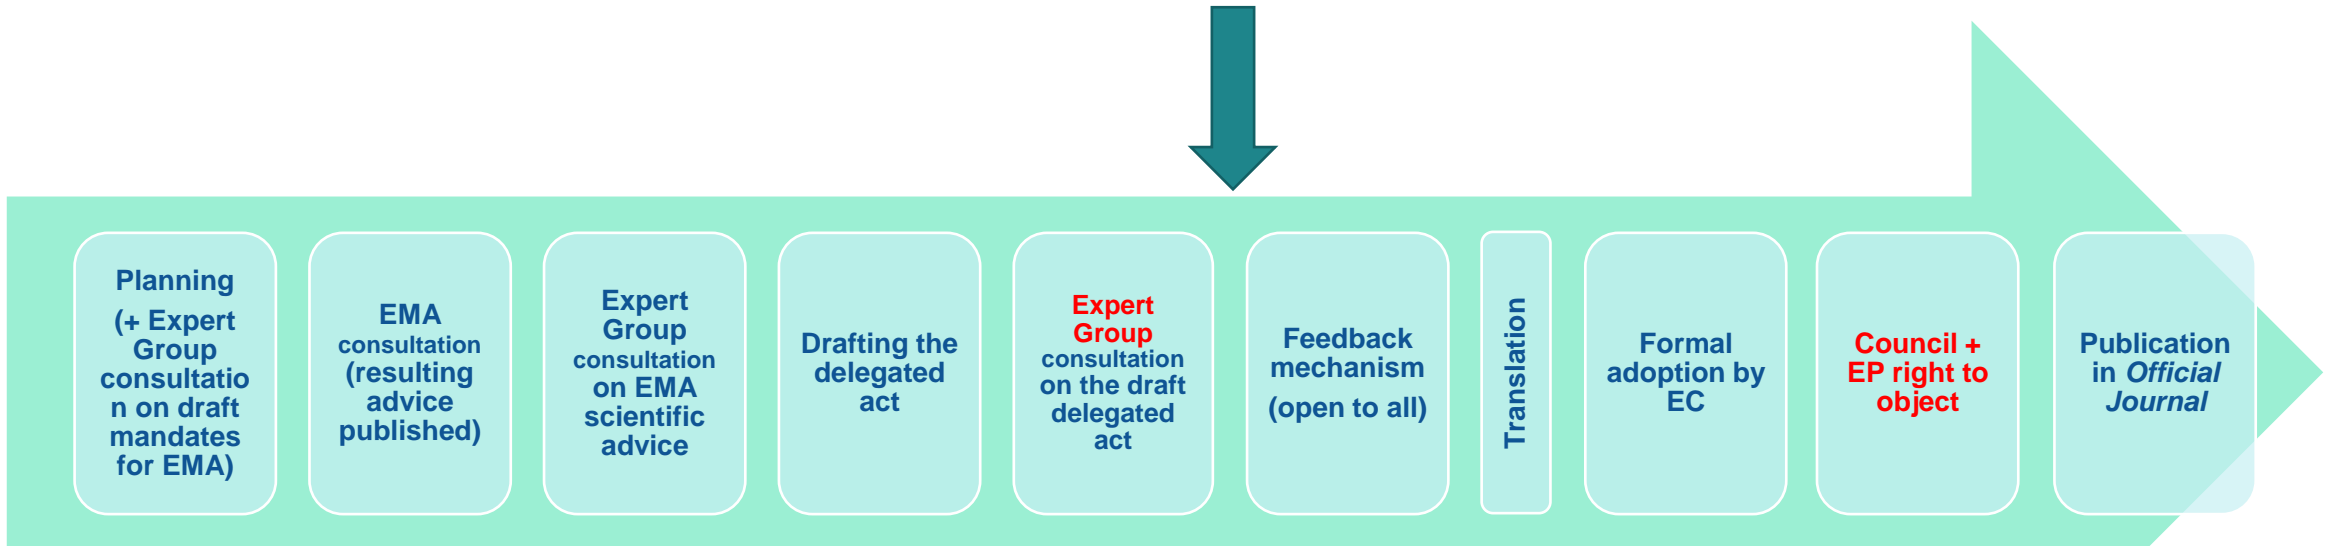 Planning
(+ Expert
Group
consultatio
n on draft
mandates
for EMA)
EMA
consultation
(resulting
advice
published)
Expert
Group
consultation
on EMA
scientific
advice
Drafting the
delegated
act
Expert
Group
consultation
on the draft
delegated
act
Feedback
mechanism
(open to all)
Translation
Formal
adoption by
EC
Council +
EP right to
object
Publication
in Official
Journal